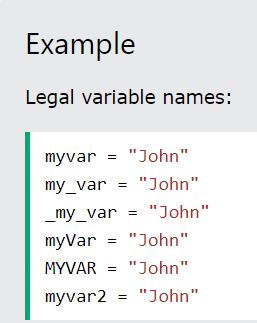 Example
Legal variable names:
myvar = "John"
my_var = "John"
_my_var = "John"
myVar = "John"
MYVAR = "John"
myvar2 = "John"